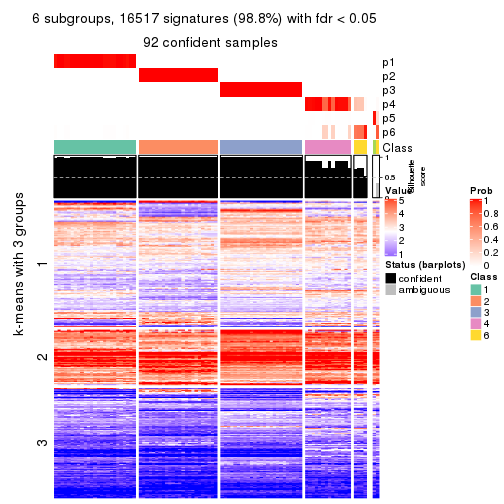 6 subgroups, 16517 signatures (98.8%) with fdr < 0.05
92 confident samples
p1
p2
p3
p4
p5
p6
Class
1
0.5
0
Silhouette
score
k-means with 3 groups
1
2
3
Value
5
4
3
2
1
Status (barplots)
confident
ambiguous
Prob
1
0.8
0.6
0.4
0.2
0
Class
1
2
3
4
6